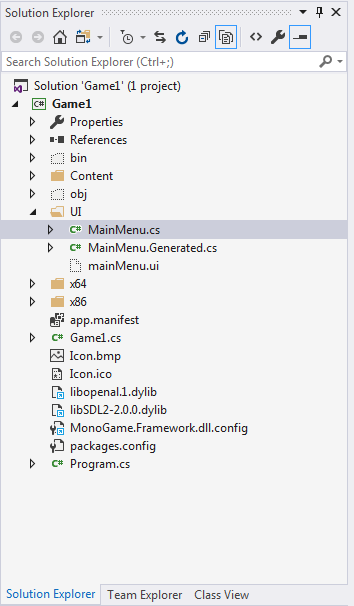 Solution Explorer
Search Solution Explorer (Ctrl+;)
Solution 'Game1' (1 project)
C# Game1
Properties
References
bin
Content
obj
UI
C# MainMenu.cs
C# MainMenu.Generated.cs
mainMenu.ui
x64
x86
app.manifest
C# Game1.cs
Icon.bmp
Icon.ico
libopenal.1.dylib
libSDL2-2.0.0.dylib
MonoGame.Framework.dll.config
packages.config
C# Program.cs
Solution Explorer Team Explorer Class View